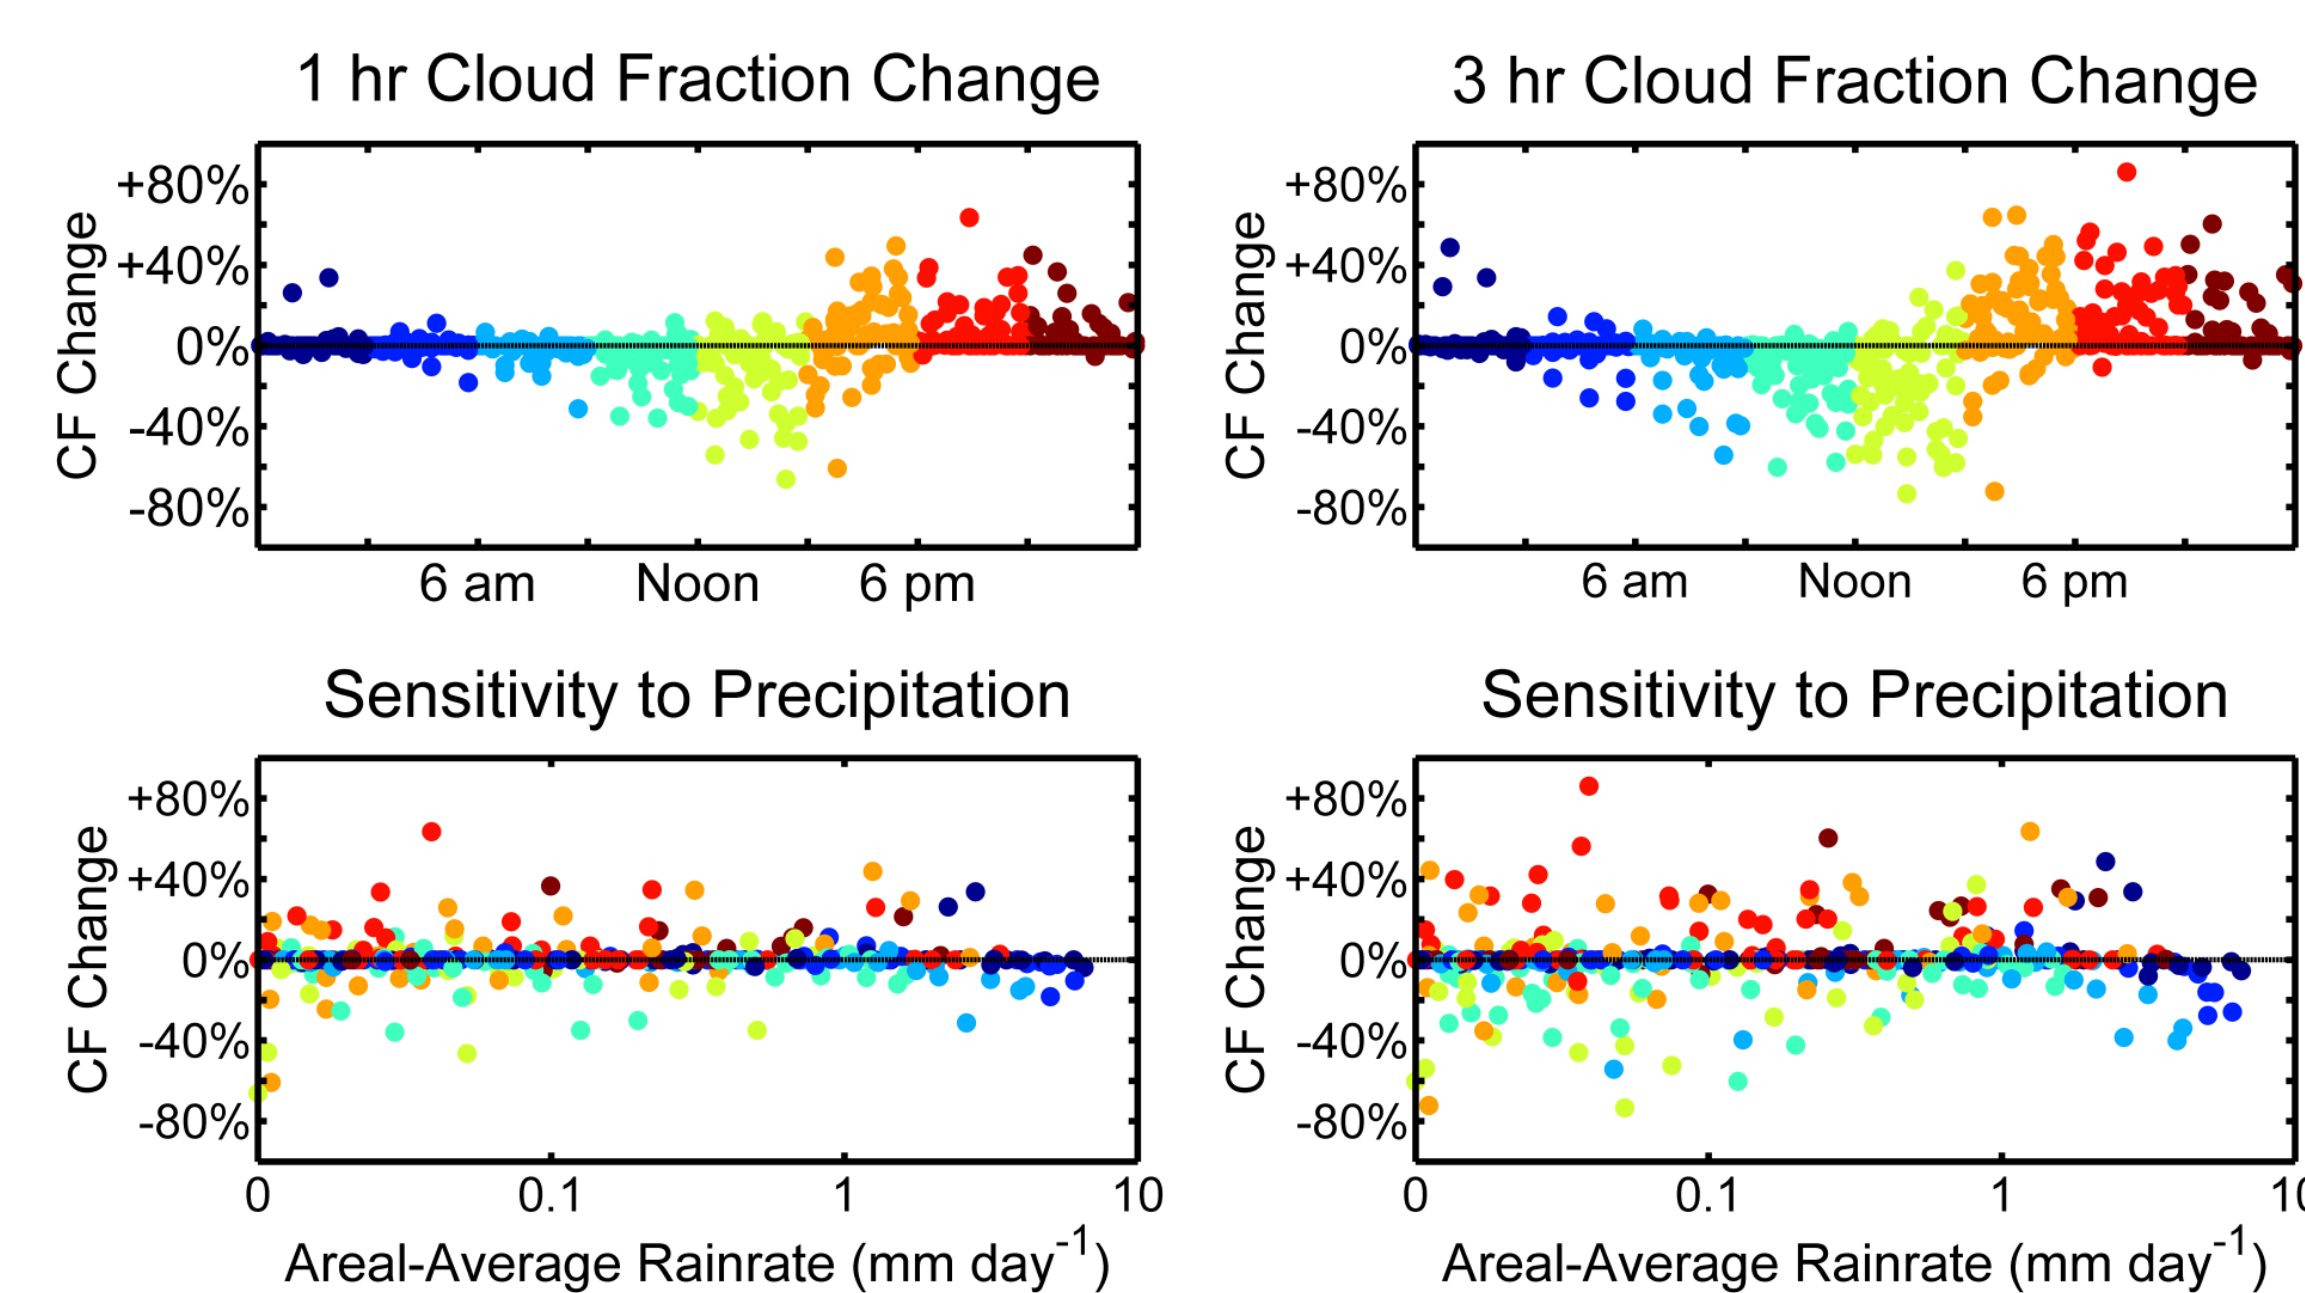 1 hr Cloud Fraction Change
3 hr Cloud Fraction Change
CF Change
+80%
+40%
0%
-40%
-80%
6 am Noon 6 pm
CF Change
+80%
+40%
0%
-40%
-80%
6 am Noon 6 pm
Sensitivity to Precipitation
Sensitivity to Precipitation
CF Change
+80%
+40%
0%
-40%
-80%
0 0.1 1 10
Areal-Average Rainrate (mm day⁻¹)
CF Change
+80%
+40%
0%
-40%
-80%
0 0.1 1 10
Areal-Average Rainrate (mm day⁻¹)